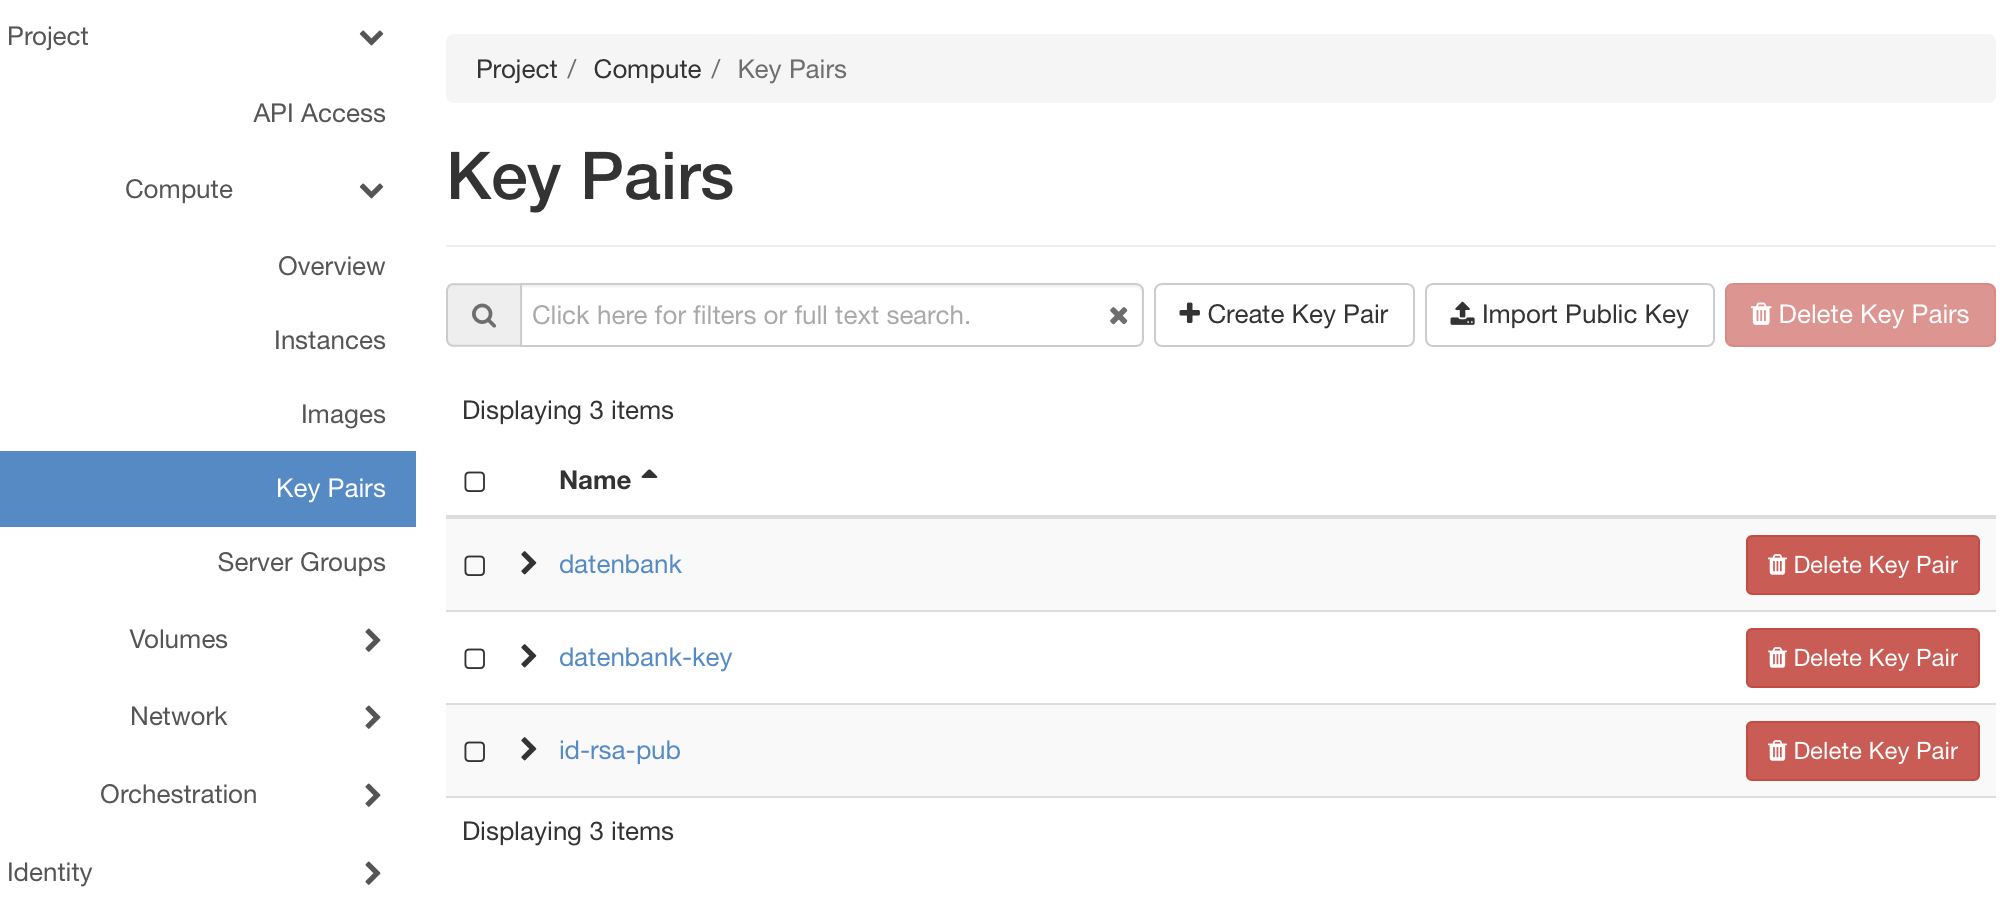 Project
API Access
Compute
Overview
Instances
Images
Key Pairs
Server Groups
Volumes
Network
Orchestration
Identity
Project / Compute / Key Pairs
Key Pairs
Click here for filters or full text search.
Create Key Pair
Import Public Key
Delete Key Pairs
Displaying 3 items
Name
datenbank Delete Key Pair
datenbank-key Delete Key Pair
id-rsa-pub Delete Key Pair
Displaying 3 items